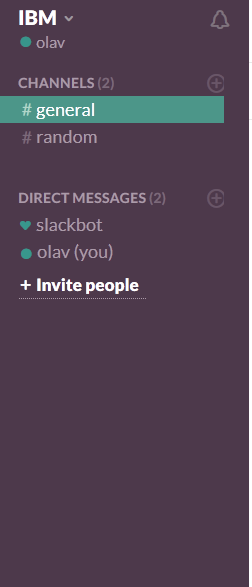 IBM
olav
CHANNELS (2)
# general
# random
DIRECT MESSAGES (2)
slackbot
olav (you)
+ Invite people